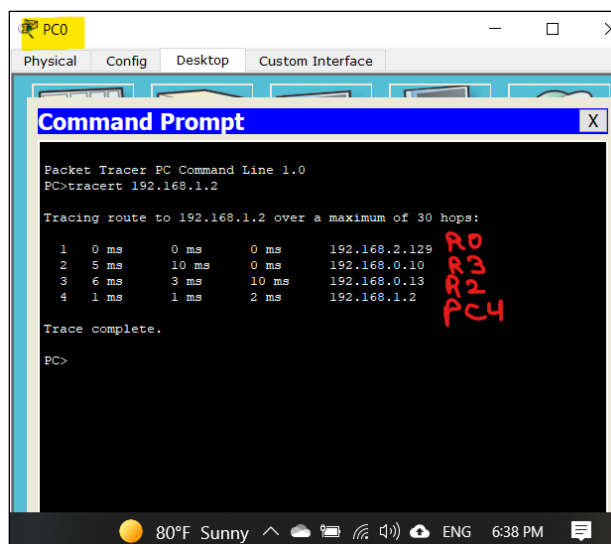 PC0
Physical Config Desktop Custom Interface
Command Prompt X
Packet Tracer PC Command Line 1.0
PC>tracert 192.168.1.2
Tracing route to 192.168.1.2 over a maximum of 30 hops:
1 0 ms 0 ms 0 ms 192.168.2.129 R0
2 5 ms 10 ms 0 ms 192.168.0.10 R3
3 6 ms 3 ms 10 ms 192.168.0.13 R2
4 1 ms 1 ms 2 ms 192.168.1.2 PC4
Trace complete.
PC>
80°F Sunny ENG 6:38 PM